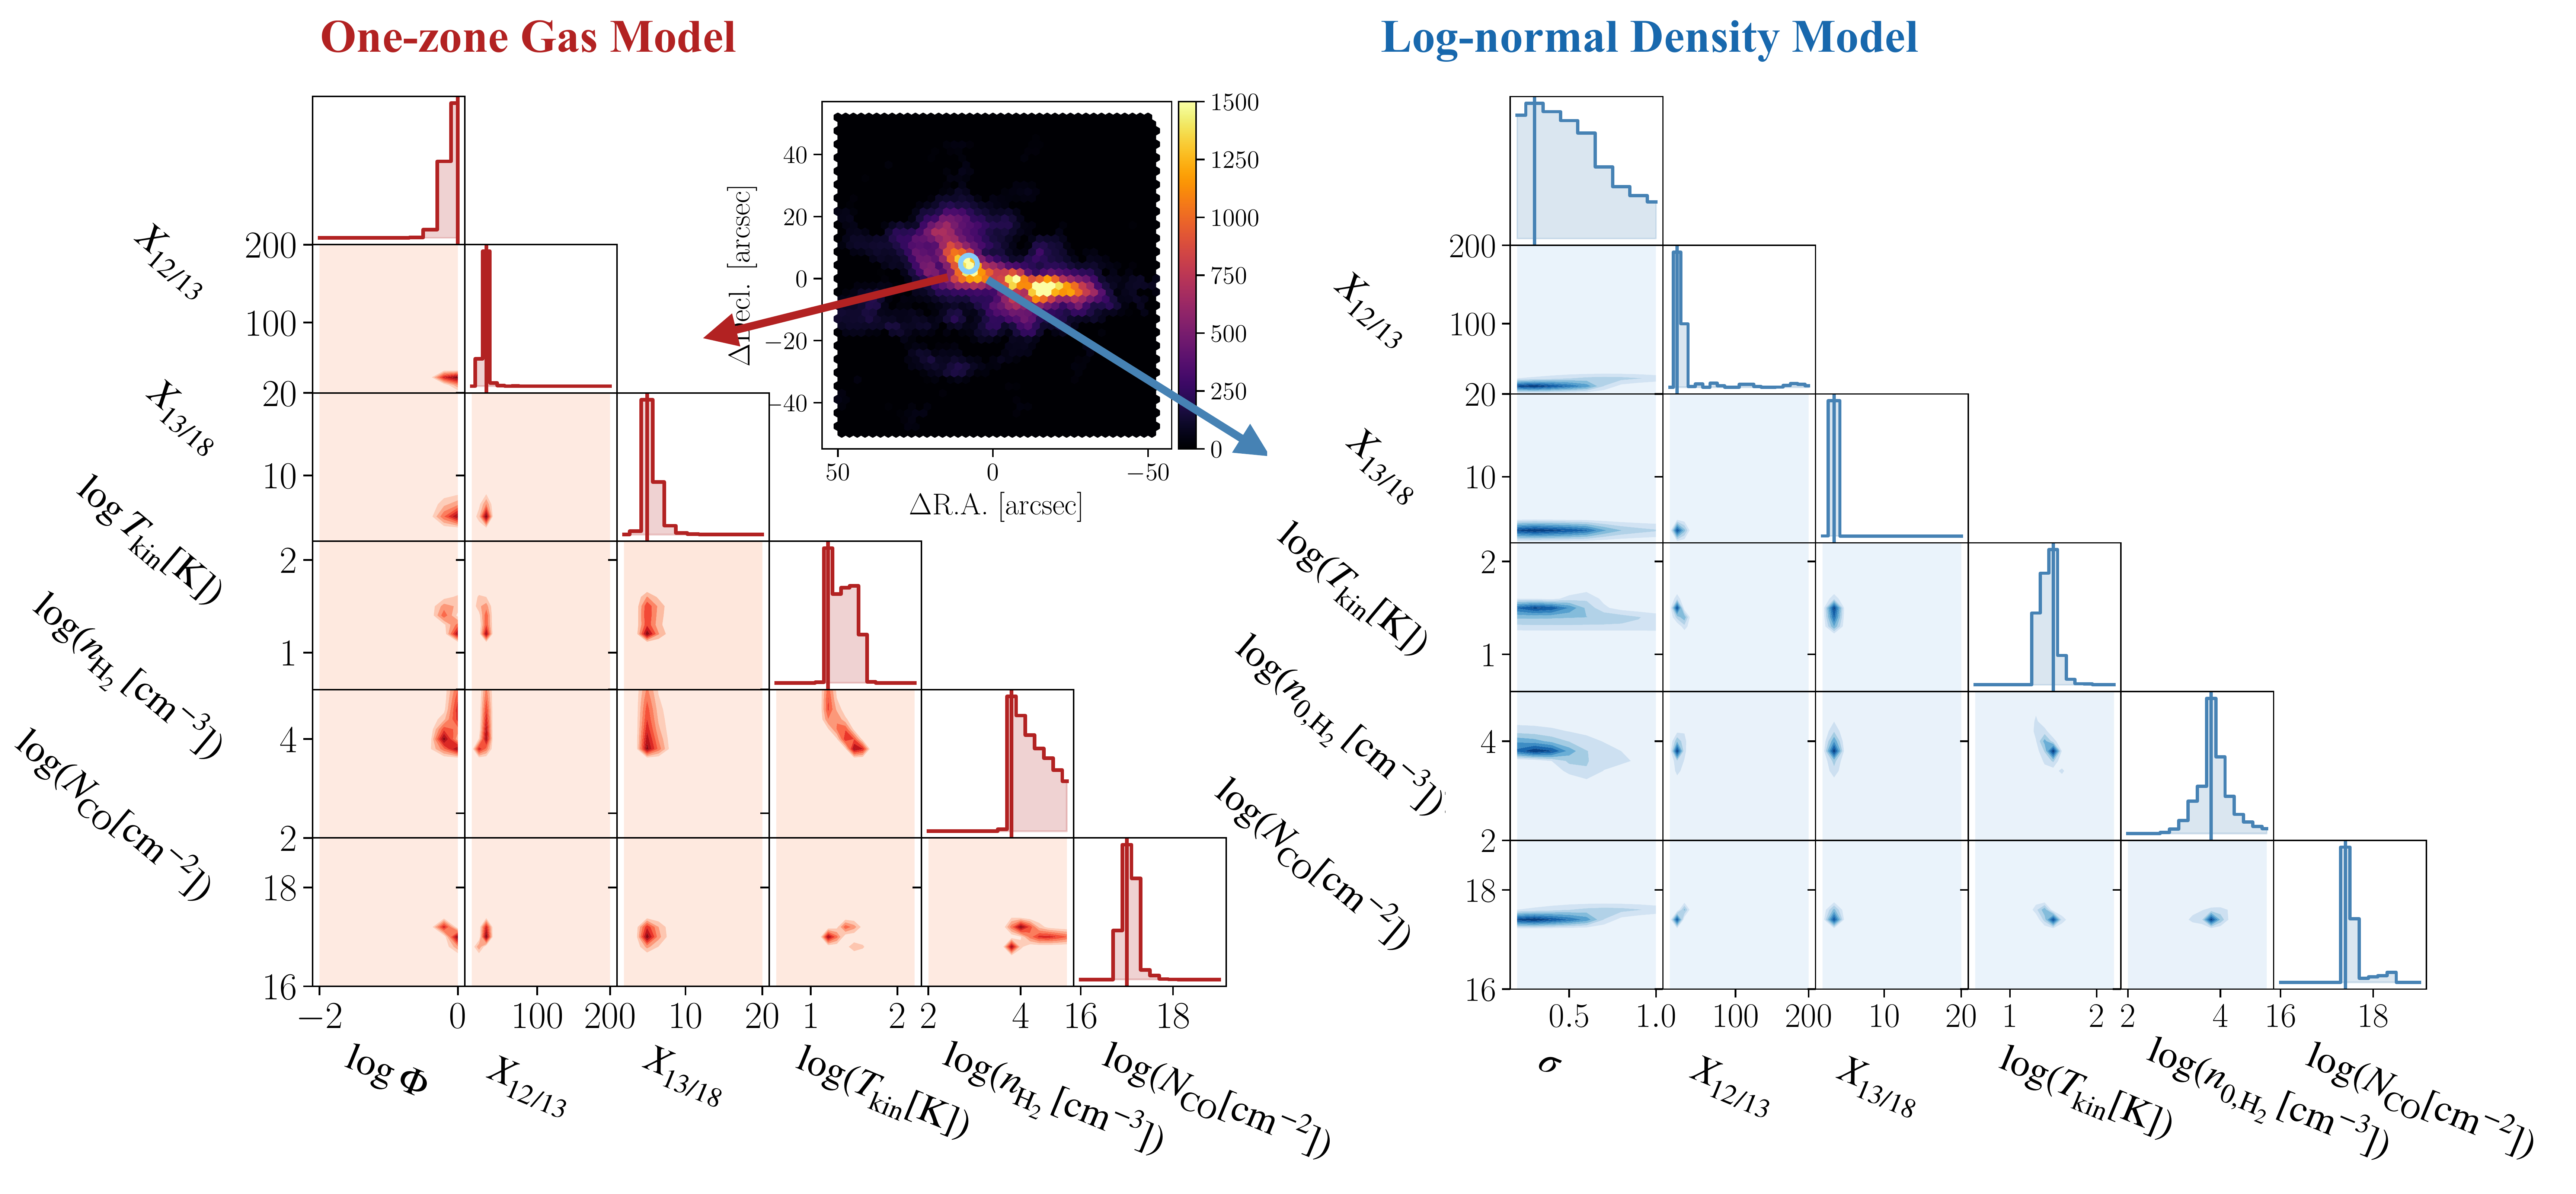 One-zone Gas Model
Log-normal Density Model
X12/13
X13/18
log Tkin[K])
log(nH2 [cm−3])
log(NCO[cm−2])
200
100
20
10
2
1
4
2
18
16
−2 0 100 200 10 20 1 2 2 4 16 18
log Φ
X12/13
X13/18
log(Tkin[K])
log(nH2 [cm−3])
log(NCO[cm−2])
40
20
0
−20
−40
50 0 −50
ΔR.A. [arcsec]
ΔDecl. [arcsec]
1500
1250
1000
750
500
250
0
X12/13
X13/18
log(Tkin[K])
log(n0,H2 [cm−3])
log(NCO[cm−2])
200
100
20
10
2
1
4
2
18
16
0.5 1.0 100 200 10 20 1 2 2 4 16 18
σ
X12/13
X13/18
log(Tkin[K])
log(n0,H2 [cm−3])
log(NCO[cm−2])